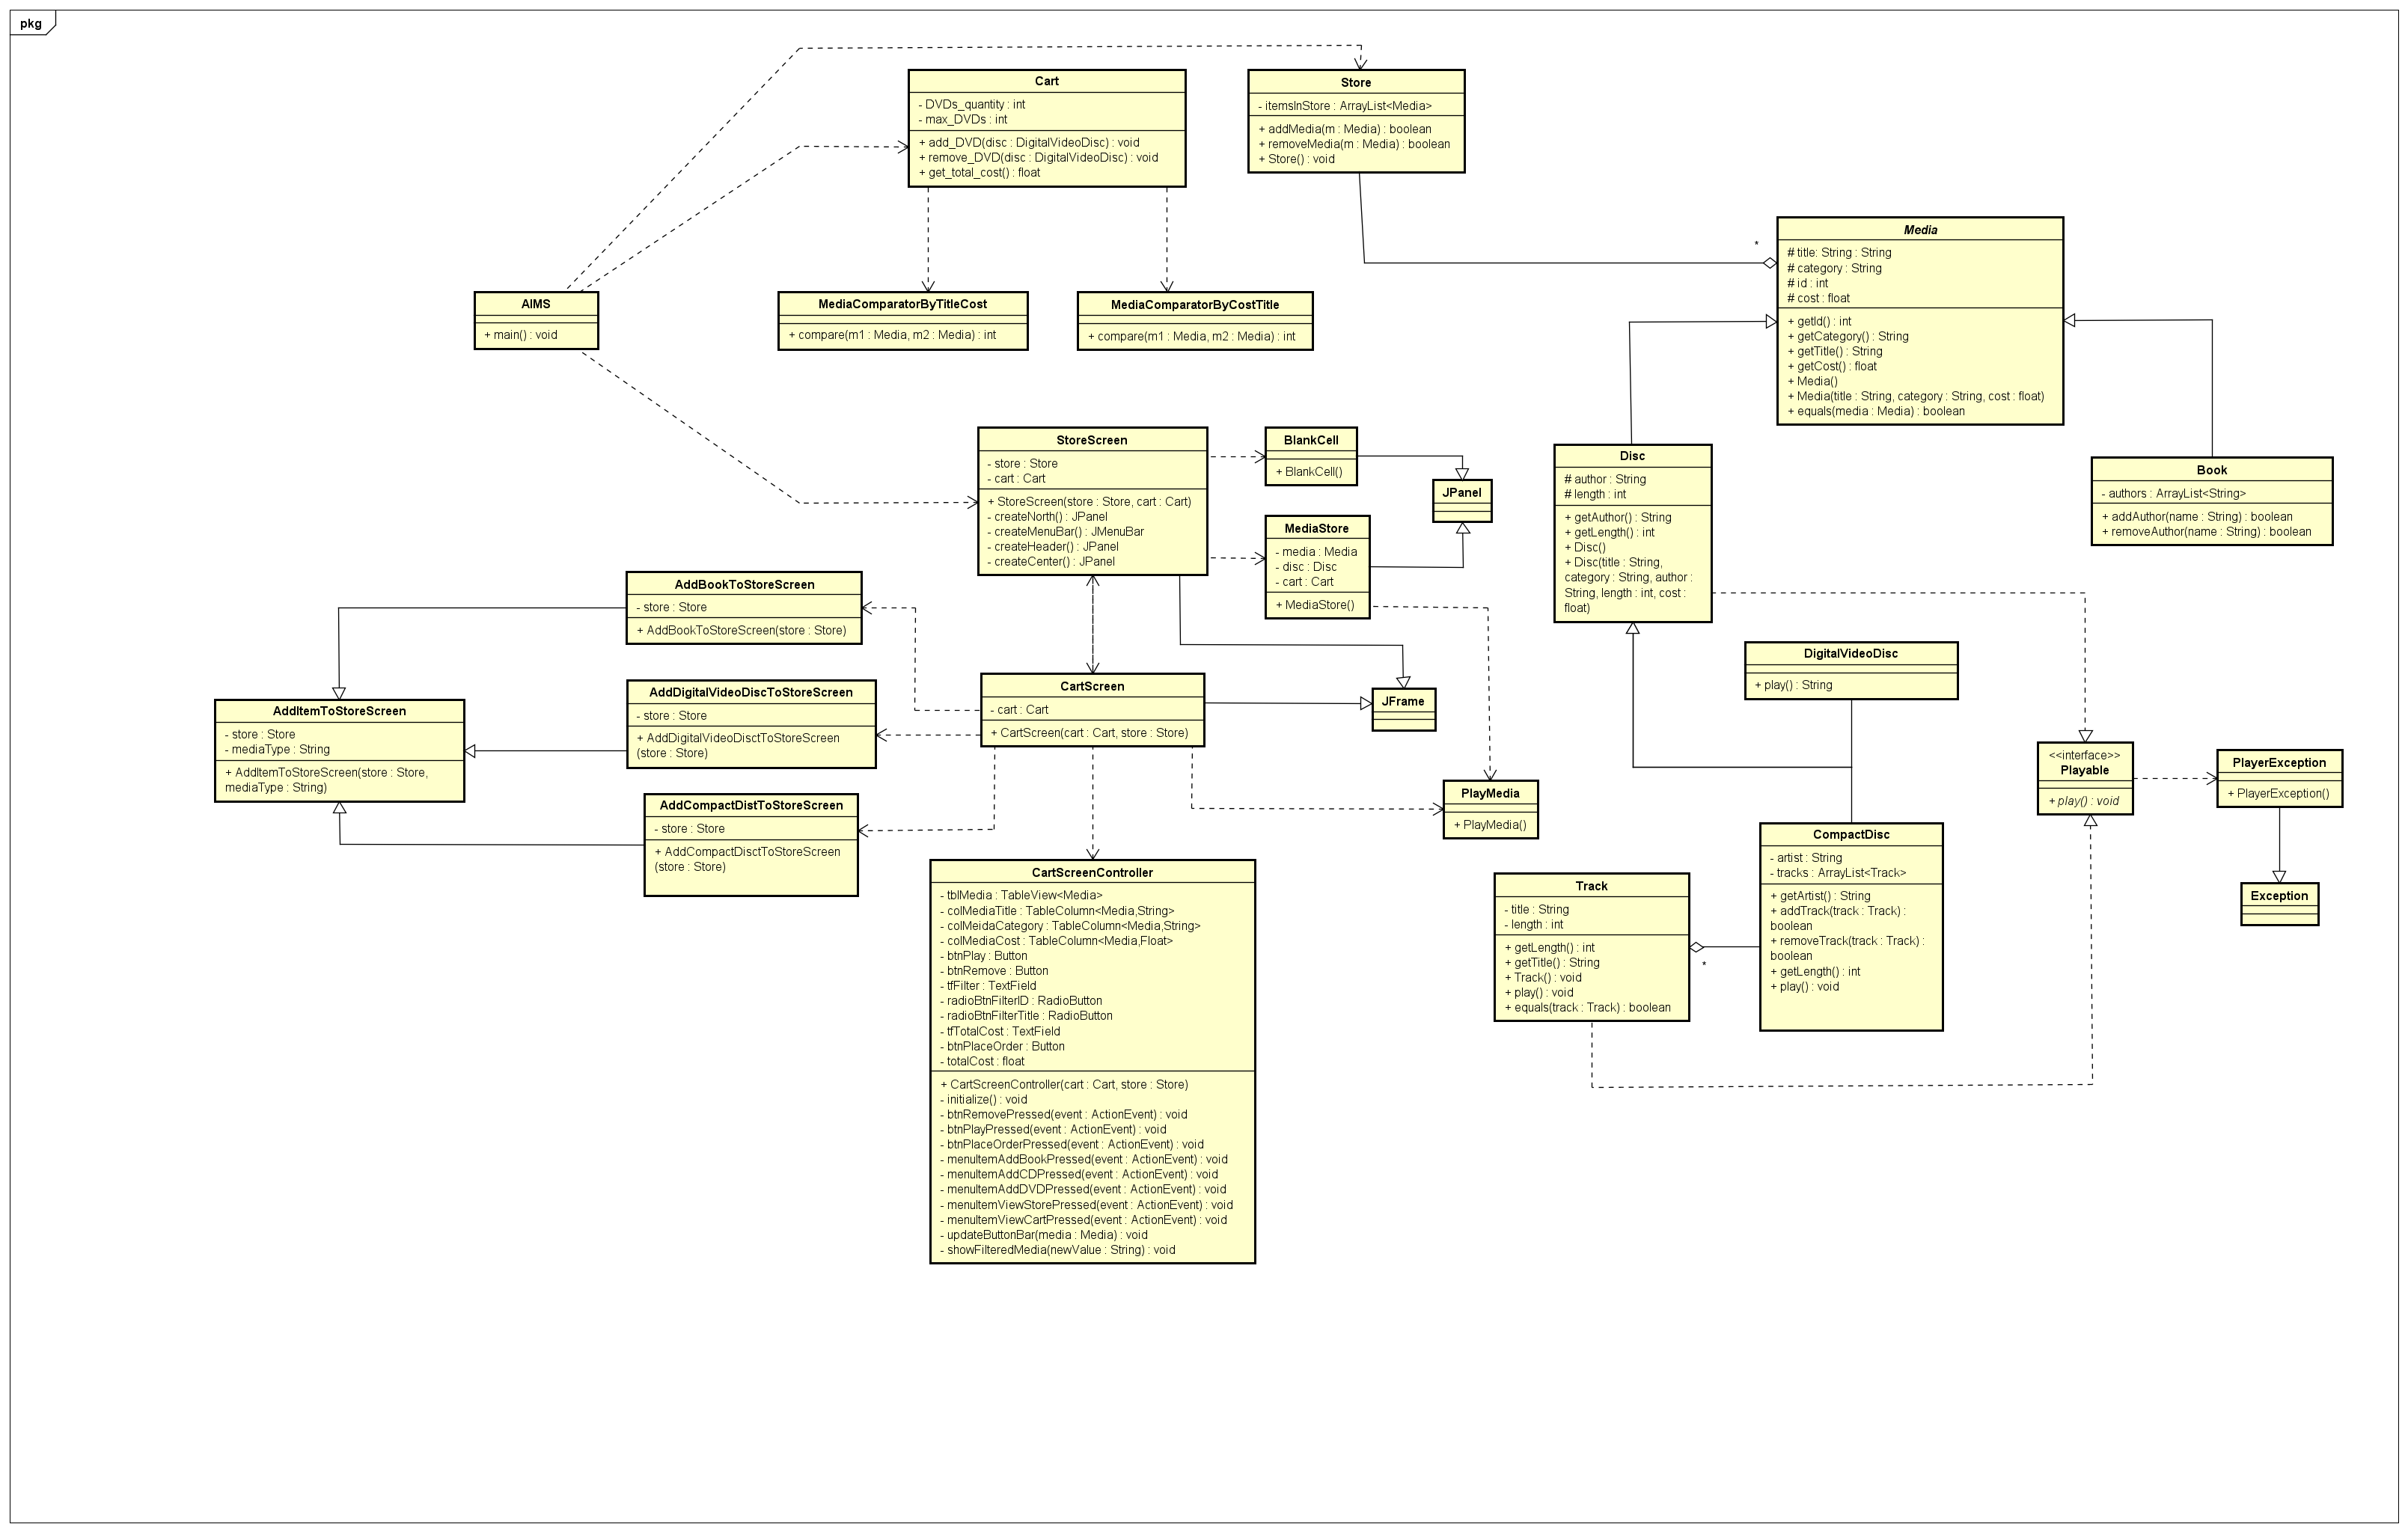 pkg
Cart
- DVDs_quantity : int
- max_DVDs : int
+ add_DVD(disc : DigitalVideoDisc) : void
+ remove_DVD(disc : DigitalVideoDisc) : void
+ get_total_cost() : float
Store
- itemsInStore : ArrayList<Media>
+ addMedia(m : Media) : boolean
+ removeMedia(m : Media) : boolean
+ Store() : void
Media
# title: String : String
# category : String
# id : int
# cost : float
+ getId() : int
+ getCategory() : String
+ getTitle() : String
+ getCost() : float
+ Media()
+ Media(title : String, category : String, cost : float)
+ equals(media : Media) : boolean
*
AIMS
+ main() : void
MediaComparatorByTitleCost
+ compare(m1 : Media, m2 : Media) : int
MediaComparatorByCostTitle
+ compare(m1 : Media, m2 : Media) : int
StoreScreen
- store : Store
- cart : Cart
+ StoreScreen(store : Store, cart : Cart)
- createNorth() : JPanel
- createMenuBar() : JMenuBar
- createHeader() : JPanel
- createCenter() : JPanel
BlankCell
+ BlankCell()
JPanel
MediaStore
- media : Media
- disc : Disc
- cart : Cart
+ MediaStore()
Disc
# author : String
# length : int
+ getAuthor() : String
+ getLength() : int
+ Disc()
+ Disc(title : String,
category : String, author :
String, length : int, cost :
float)
Book
- authors : ArrayList<String>
+ addAuthor(name : String) : boolean
+ removeAuthor(name : String) : boolean
AddBookToStoreScreen
- store : Store
+ AddBookToStoreScreen(store : Store)
AddItemToStoreScreen
- store : Store
- mediaType : String
+ AddItemToStoreScreen(store : Store,
mediaType : String)
AddDigitalVideoDiscToStoreScreen
- store : Store
+ AddDigitalVideoDisctToStoreScreen
(store : Store)
AddCompactDistToStoreScreen
- store : Store
+ AddCompactDisctToStoreScreen
(store : Store)
CartScreen
- cart : Cart
+ CartScreen(cart : Cart, store : Store)
JFrame
DigitalVideoDisc
+ play() : String
PlayMedia
+ PlayMedia()
<<interface>>
Playable
+ play() : void
PlayerException
+ PlayerException()
Exception
CartScreenController
- tblMedia : TableView<Media>
- colMediaTitle : TableColumn<Media,String>
- colMeidaCategory : TableColumn<Media,String>
- colMediaCost : TableColumn<Media,Float>
- btnPlay : Button
- btnRemove : Button
- tfFilter : TextField
- radioBtnFilterID : RadioButton
- radioBtnFilterTitle : RadioButton
- tfTotalCost : TextField
- btnPlaceOrder : Button
- totalCost : float
+ CartScreenController(cart : Cart, store : Store)
- initialize() : void
- btnRemovePressed(event : ActionEvent) : void
- btnPlayPressed(event : ActionEvent) : void
- btnPlaceOrderPressed(event : ActionEvent) : void
- menuItemAddBookPressed(event : ActionEvent) : void
- menuItemAddCDPressed(event : ActionEvent) : void
- menuItemAddDVDPressed(event : ActionEvent) : void
- menuItemViewStorePressed(event : ActionEvent) : void
- menuItemViewCartPressed(event : ActionEvent) : void
- updateButtonBar(media : Media) : void
- showFilteredMedia(newValue : String) : void
Track
- title : String
- length : int
+ getLength() : int
+ getTitle() : String
+ Track() : void
+ play() : void
+ equals(track : Track) : boolean
*
CompactDisc
- artist : String
- tracks : ArrayList<Track>
+ getArtist() : String
+ addTrack(track : Track) :
boolean
+ removeTrack(track : Track) :
boolean
+ getLength() : int
+ play() : void